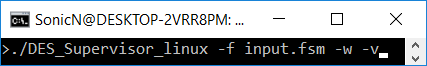 SonicN@DESKTOP-2VRR8PM: ...
>./DES_Supervisor_linux -f input.fsm -w -v